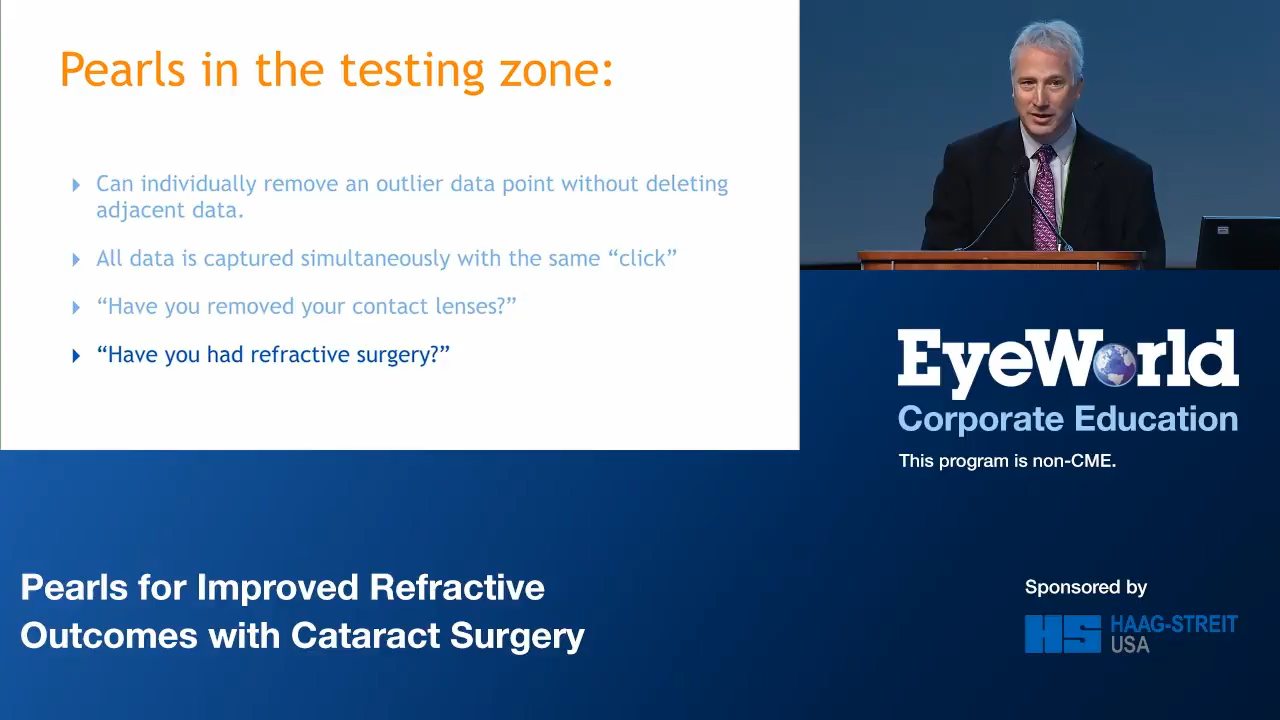 Pearls in the testing zone:
Can individually remove an outlier data point without deleting
adjacent data.
All data is captured simultaneously with the same “click”
“Have you removed your contact lenses?”
“Have you had refractive surgery?”
EyeWorld
Corporate Education
This program is non-CME.
Pearls for Improved Refractive
Outcomes with Cataract Surgery
Sponsored by
HS HAAG-STREIT
USA